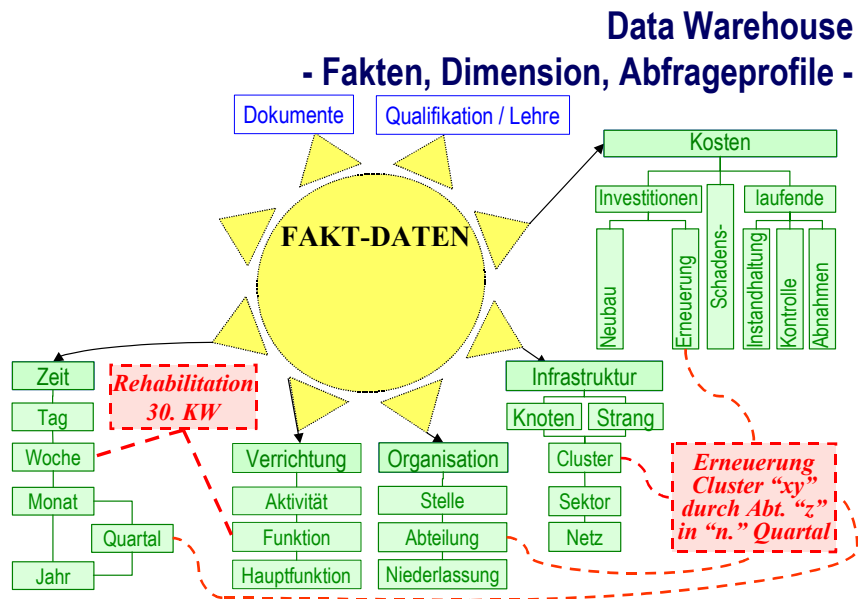 Data Warehouse
- Fakten, Dimension, Abfrageprofile -
Dokumente
Qualifikation / Lehre
FAKT-DATEN
Kosten
Investitionen
laufende
Neubau
Erneuerung
Schadens-
Instandhaltung
Kontrolle
Abnahmen
Zeit
Tag
Woche
Monat
Quartal
Jahr
Rehabilitation
30. KW
Verrichtung
Aktivität
Funktion
Hauptfunktion
Organisation
Stelle
Abteilung
Niederlassung
Infrastruktur
Knoten
Strang
Cluster
Sektor
Netz
Erneuerung
Cluster “xy”
durch Abt. “z”
in “n.” Quartal